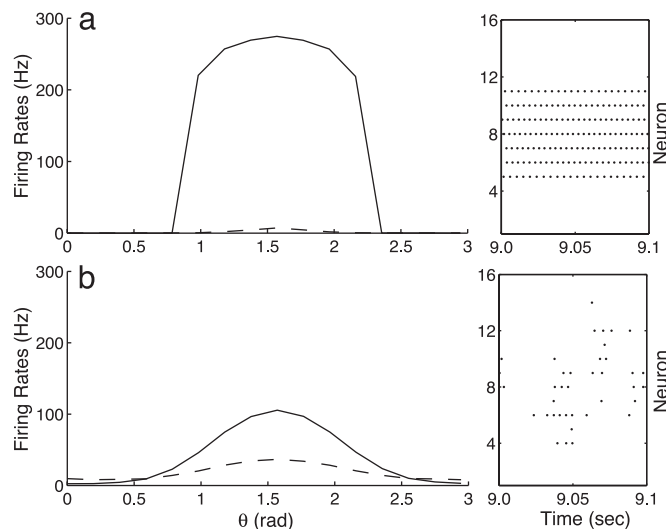 a
300
200
100
0
Firing Rates (Hz)
0 0.5 1 1.5 2 2.5 3
16
12
8
4
Neuron
9.0 9.05 9.1
b
300
200
100
0
Firing Rates (Hz)
0 0.5 1 1.5 2 2.5 3
θ (rad)
16
12
8
4
Neuron
9.0 9.05 9.1
Time (sec)